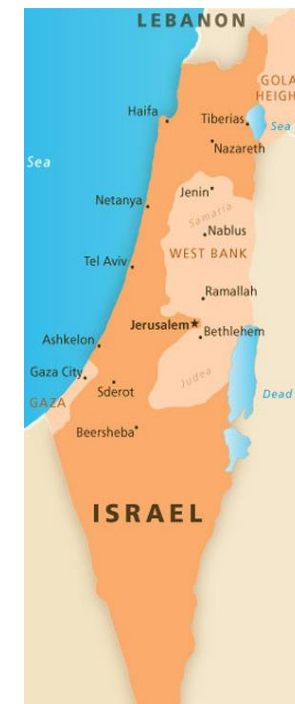 LEBANON
GOLA
HEIGH
Haifa
Tiberias
Sea
Nazareth
Sea
Jenin
Netanya
Samaria
Nablus
WEST BANK
Tel Aviv
Ramallah
Jerusalem
Bethlehem
Ashkelon
Gaza City
Judea
Sderot
Dead
GAZA
Beersheba
ISRAEL